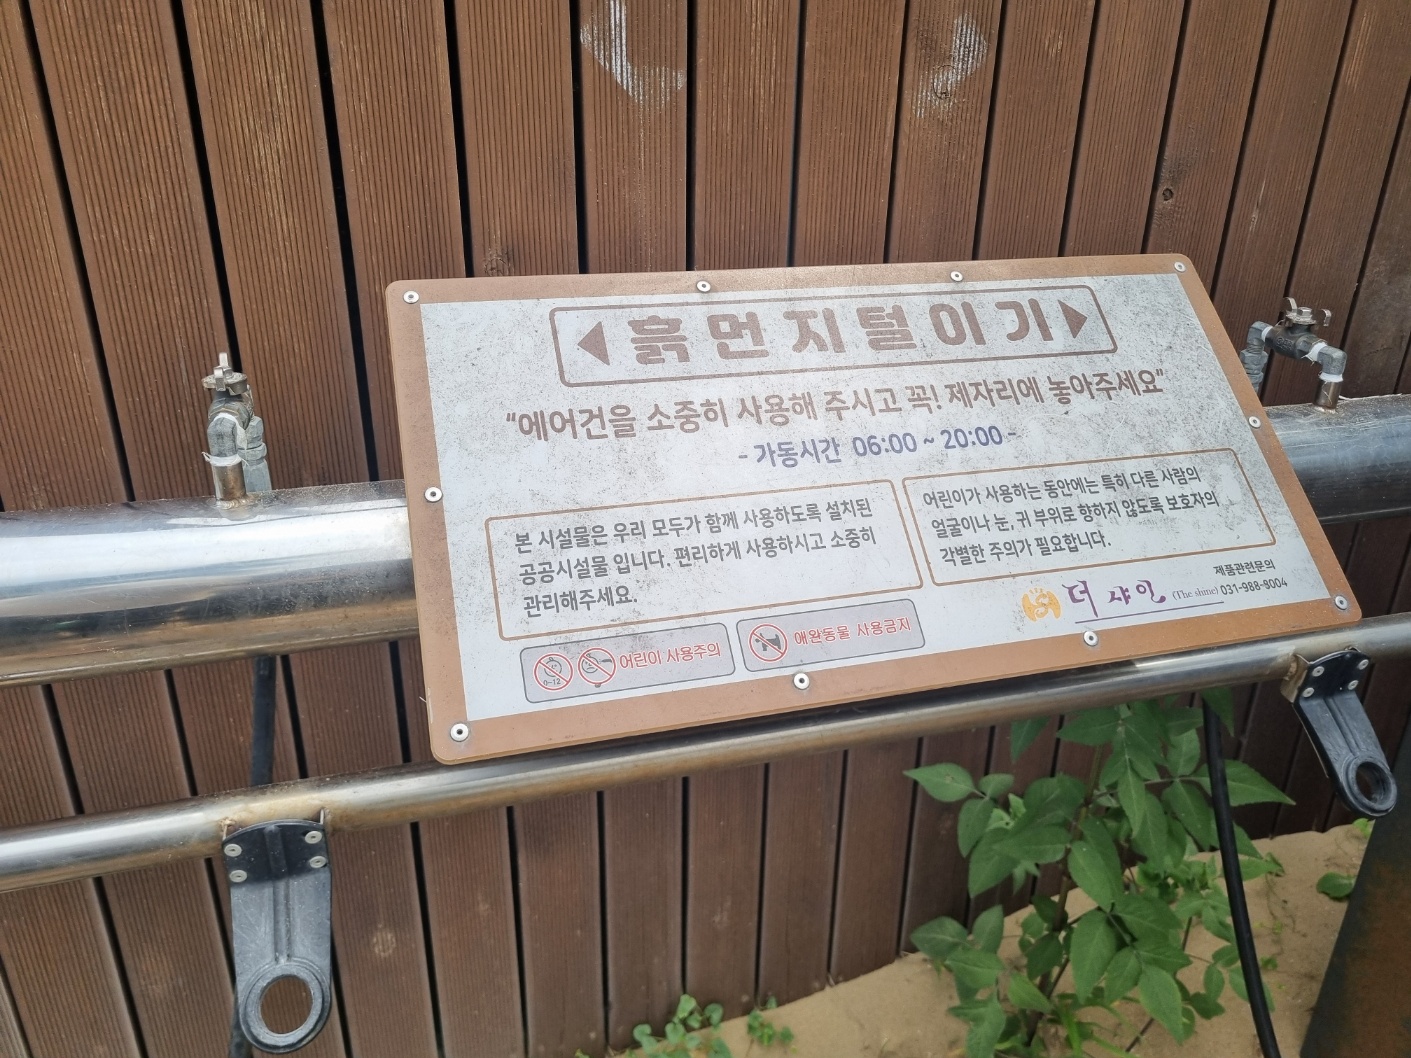 ◀ 흙먼지털이기 ▶
“에어건을 소중히 사용해 주시고 꼭! 제자리에 놓아주세요”
- 가동시간 06:00 ~ 20:00 -
본 시설물은 우리 모두가 함께 사용하도록 설치된
공공시설물 입니다. 편리하게 사용하시고 소중히
관리해주세요.
어린이가 사용하는 동안에는 특히 다른 사람의
얼굴이나 눈, 귀 부위로 향하지 않도록 보호자의
각별한 주의가 필요합니다.
0~12
어린이 사용주의
애완동물 사용금지
더 샤인 (The shine)
제품관련문의
031-988-9004